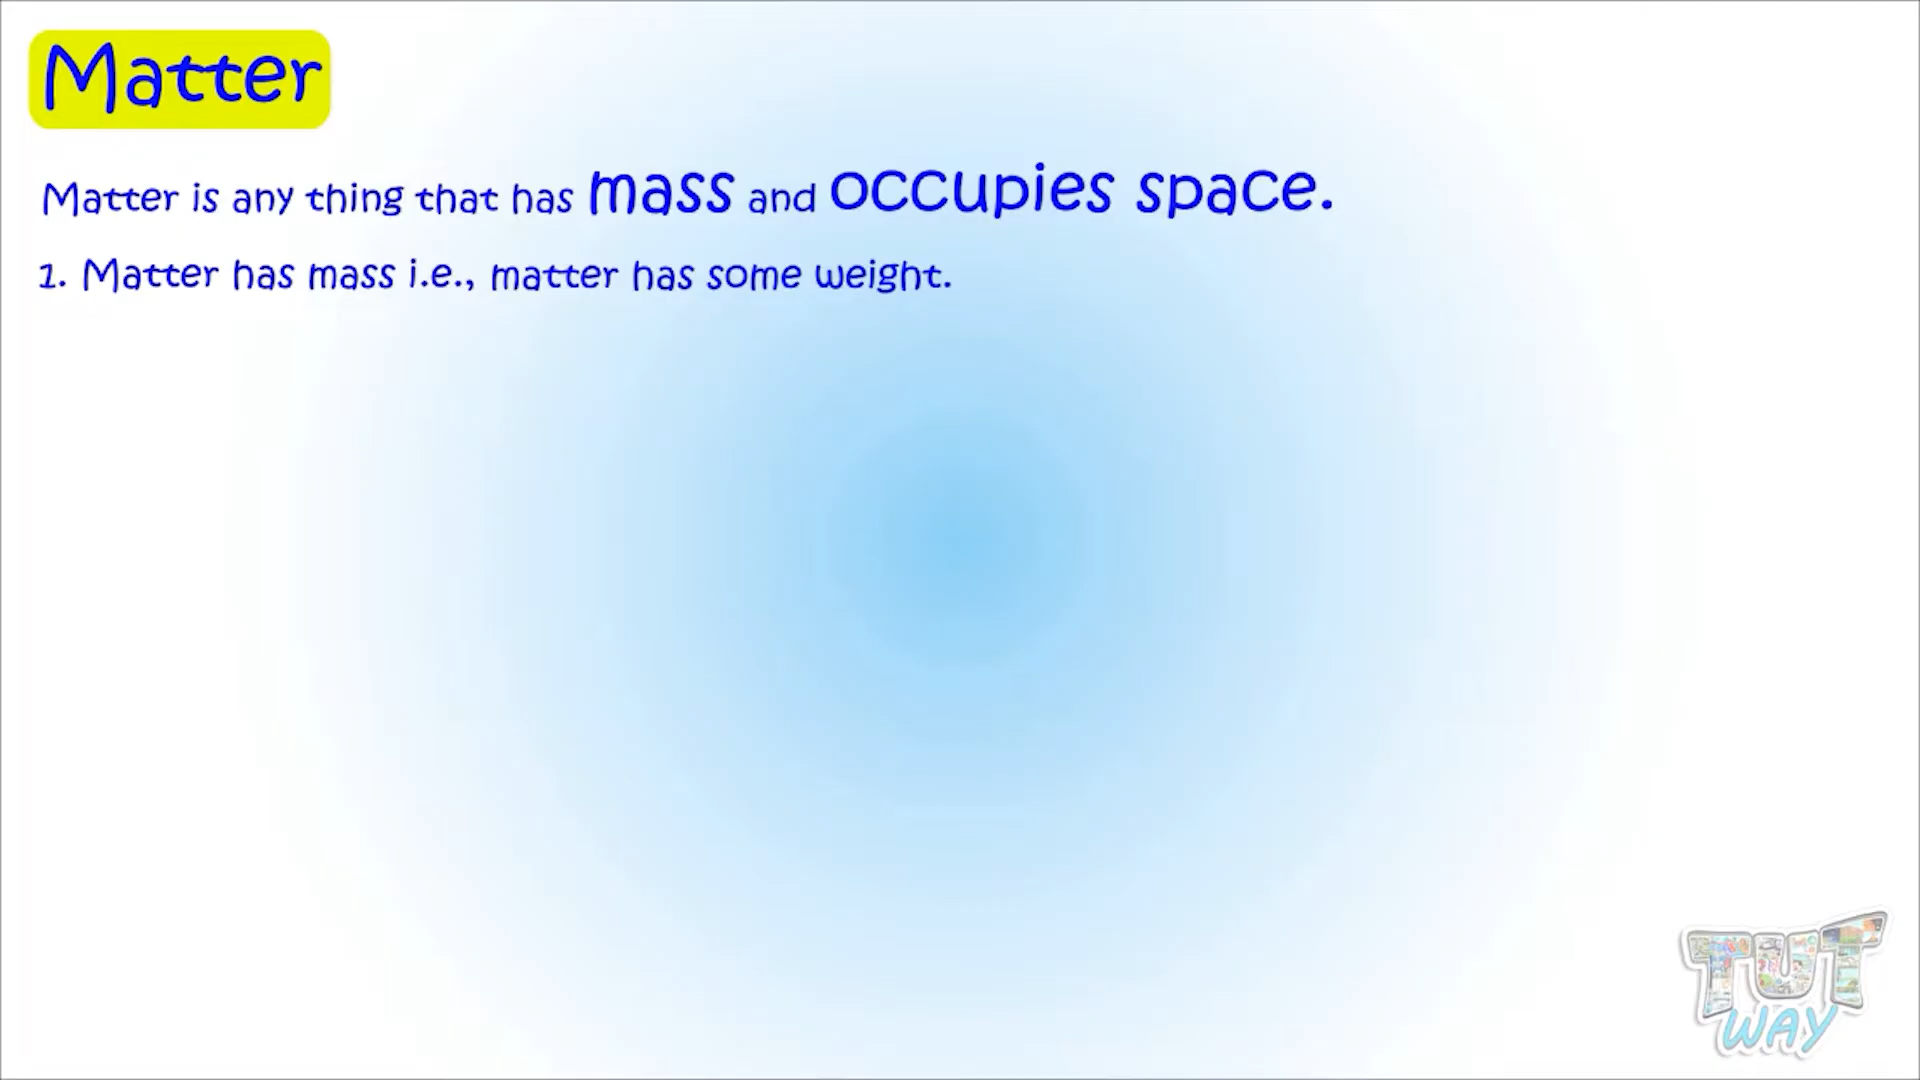 Matter
Matter is any thing that has mass and occupies space.
1. Matter has mass i.e., matter has some weight.
TUT
WAY